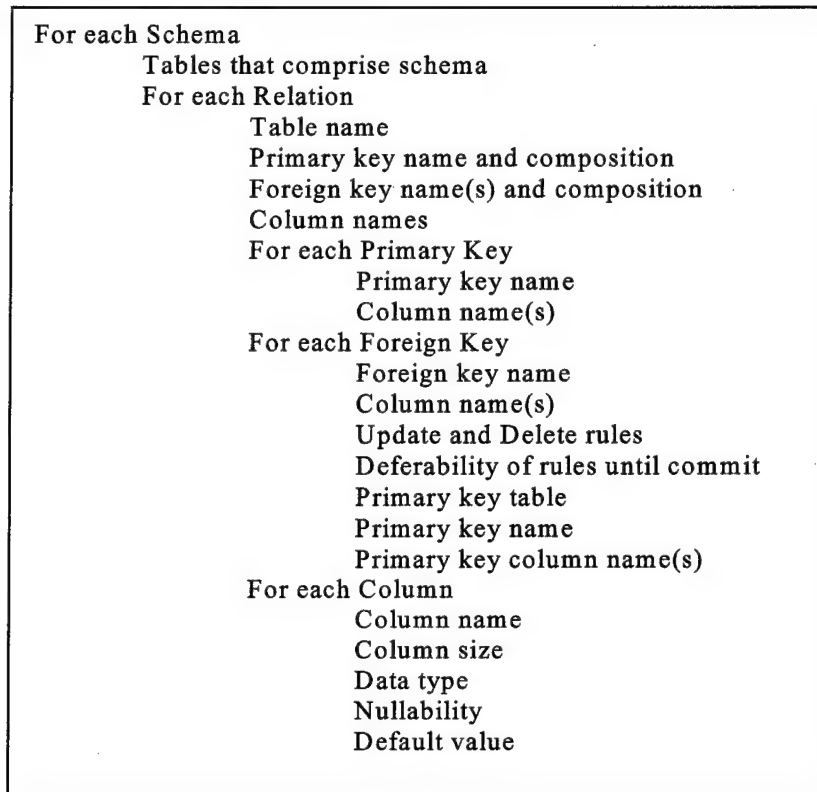 For each Schema
Tables that comprise schema
For each Relation
Table name
Primary key name and composition
Foreign key name(s) and composition
Column names
For each Primary Key
Primary key name
Column name(s)
For each Foreign Key
Foreign key name
Column name(s)
Update and Delete rules
Deferability of rules until commit
Primary key table
Primary key name
Primary key column name(s)
For each Column
Column name
Column size
Data type
Nullability
Default value